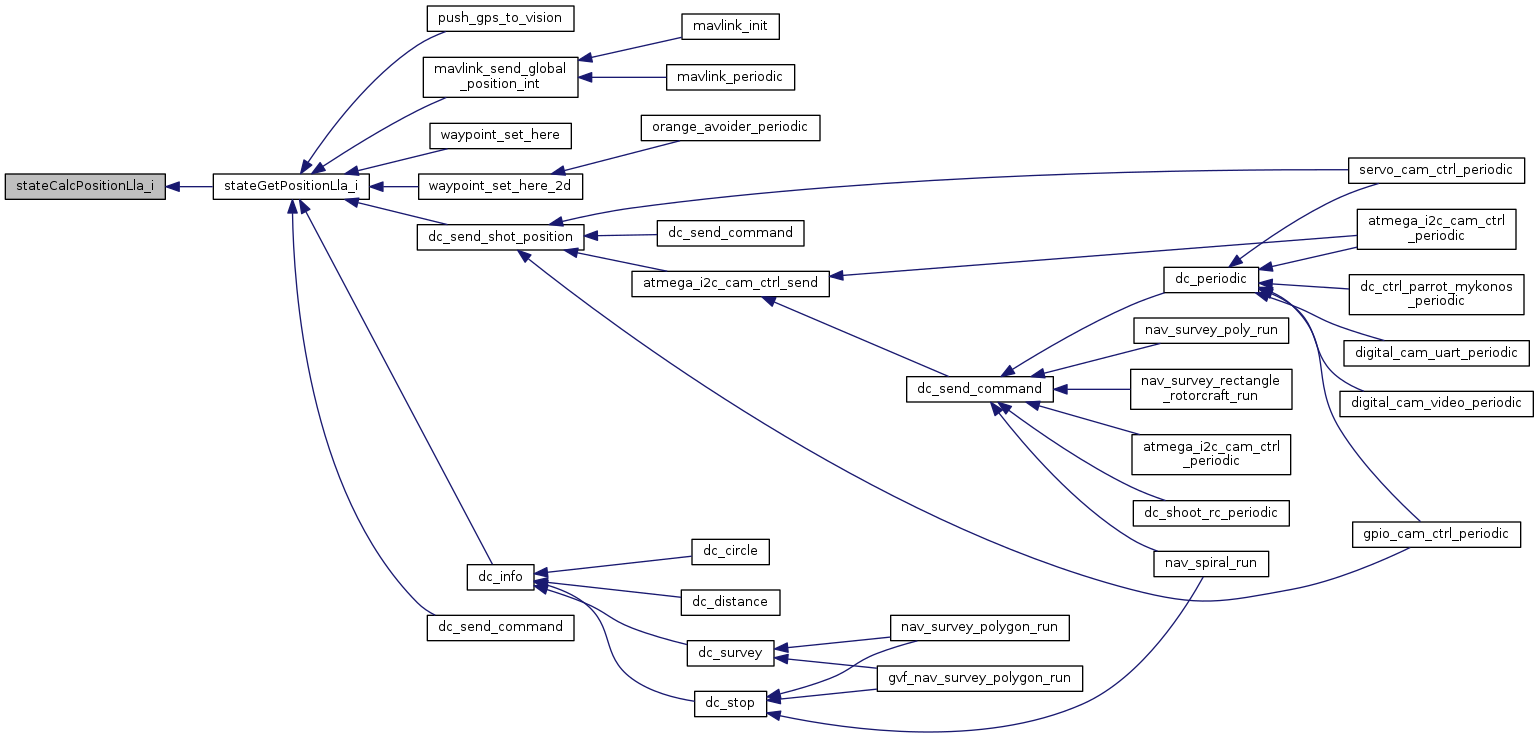 push_gps_to_vision
mavlink_init
mavlink_send_global
_position_int
mavlink_periodic
waypoint_set_here
orange_avoider_periodic
stateCalcPositionLla_i
stateGetPositionLla_i
waypoint_set_here_2d
servo_cam_ctrl_periodic
dc_send_shot_position
dc_send_command
atmega_i2c_cam_ctrl
_periodic
atmega_i2c_cam_ctrl_send
dc_periodic
dc_ctrl_parrot_mykonos
_periodic
nav_survey_poly_run
digital_cam_uart_periodic
dc_send_command
nav_survey_rectangle
_rotorcraft_run
digital_cam_video_periodic
atmega_i2c_cam_ctrl
_periodic
dc_shoot_rc_periodic
gpio_cam_ctrl_periodic
nav_spiral_run
dc_circle
dc_info
dc_distance
dc_send_command
nav_survey_polygon_run
dc_survey
gvf_nav_survey_polygon_run
dc_stop